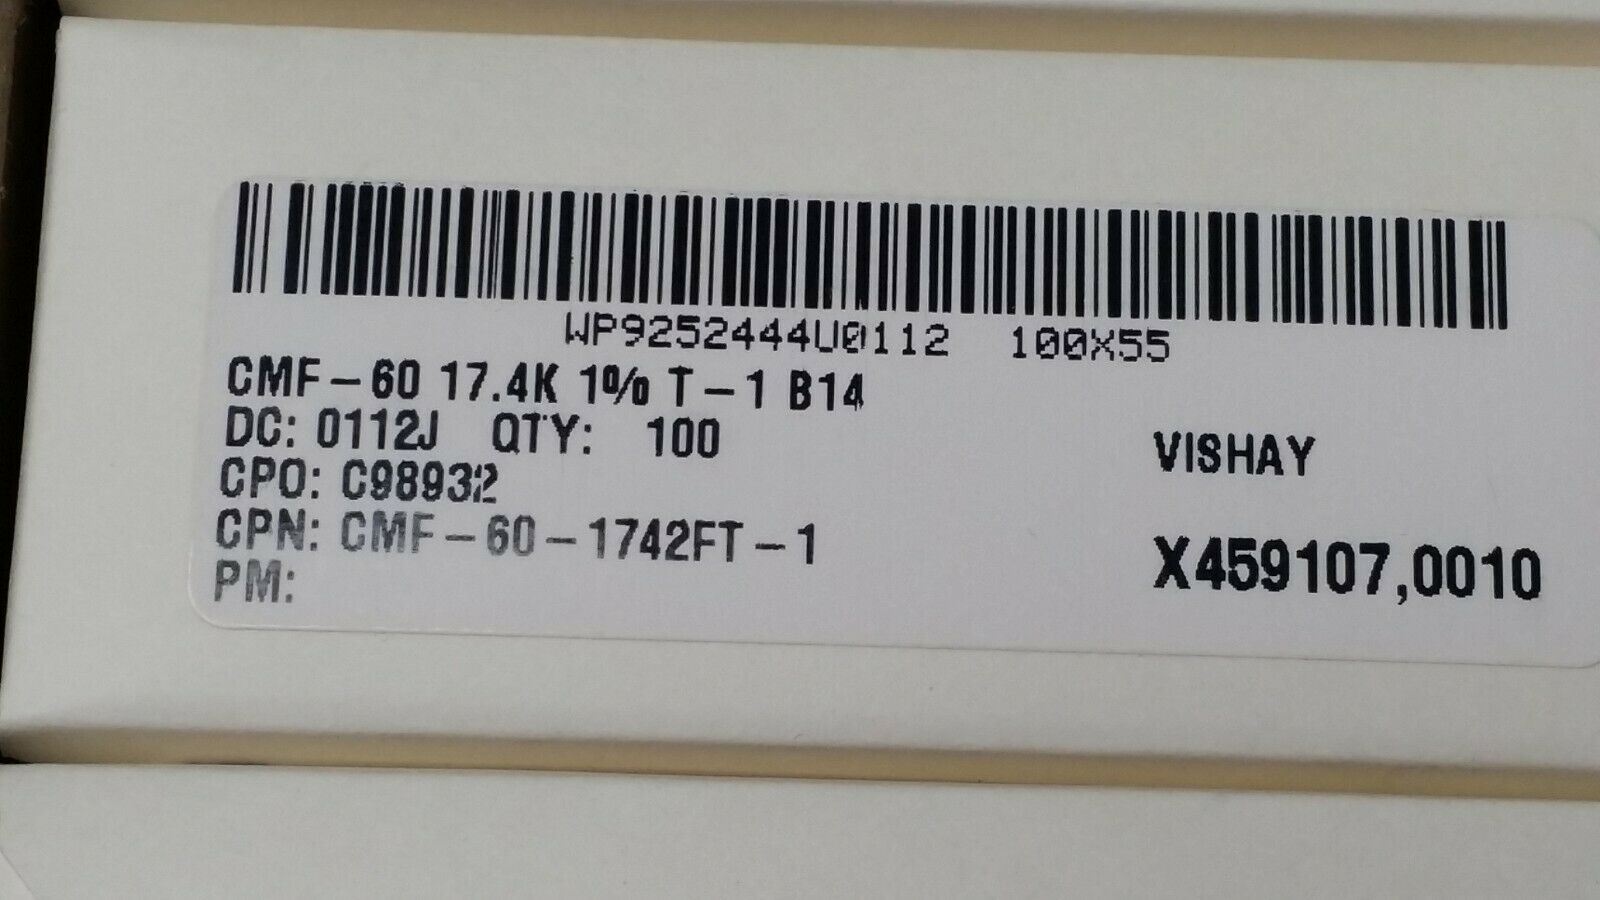 WP9252444U0112 100X55
CMF-60 17.4K 1% T-1 B14
DC: 0112J QTY: 100
VISHAY
CPO: C98932
CPN: CMF-60-1742FT-1
X459107,0010
PM: